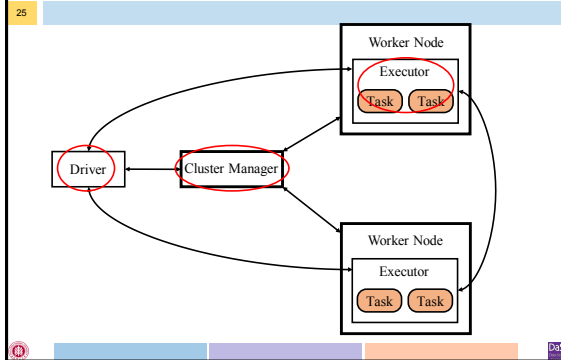 25
Worker Node
Executor
Task Task
Driver
Cluster Manager
Worker Node
Executor
Task Task